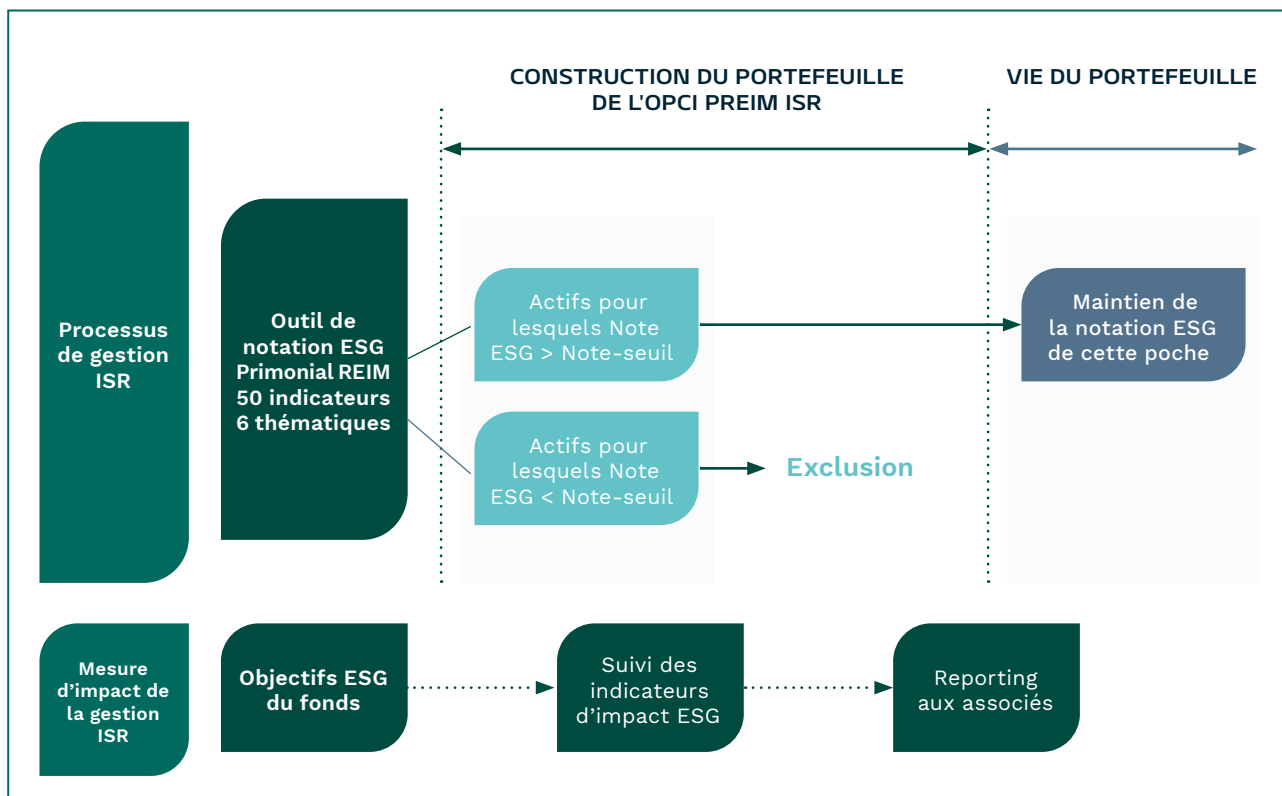 CONSTRUCTION DU PORTEFEUILLE
DE L'OPCI PREIM ISR
VIE DU PORTEFEUILLE
Processus
de gestion
ISR
Outil de
notation ESG
Primonial REIM
50 indicateurs
6 thématiques
Actifs pour
lesquels Note
ESG > Note-seuil
Maintien de
la notation ESG
de cette poche
Actifs pour
lesquels Note
ESG < Note-seuil
Exclusion
Mesure
d’impact de
la gestion
ISR
Objectifs ESG
du fonds
Suivi des
indicateurs
d’impact ESG
Reporting
aux associés